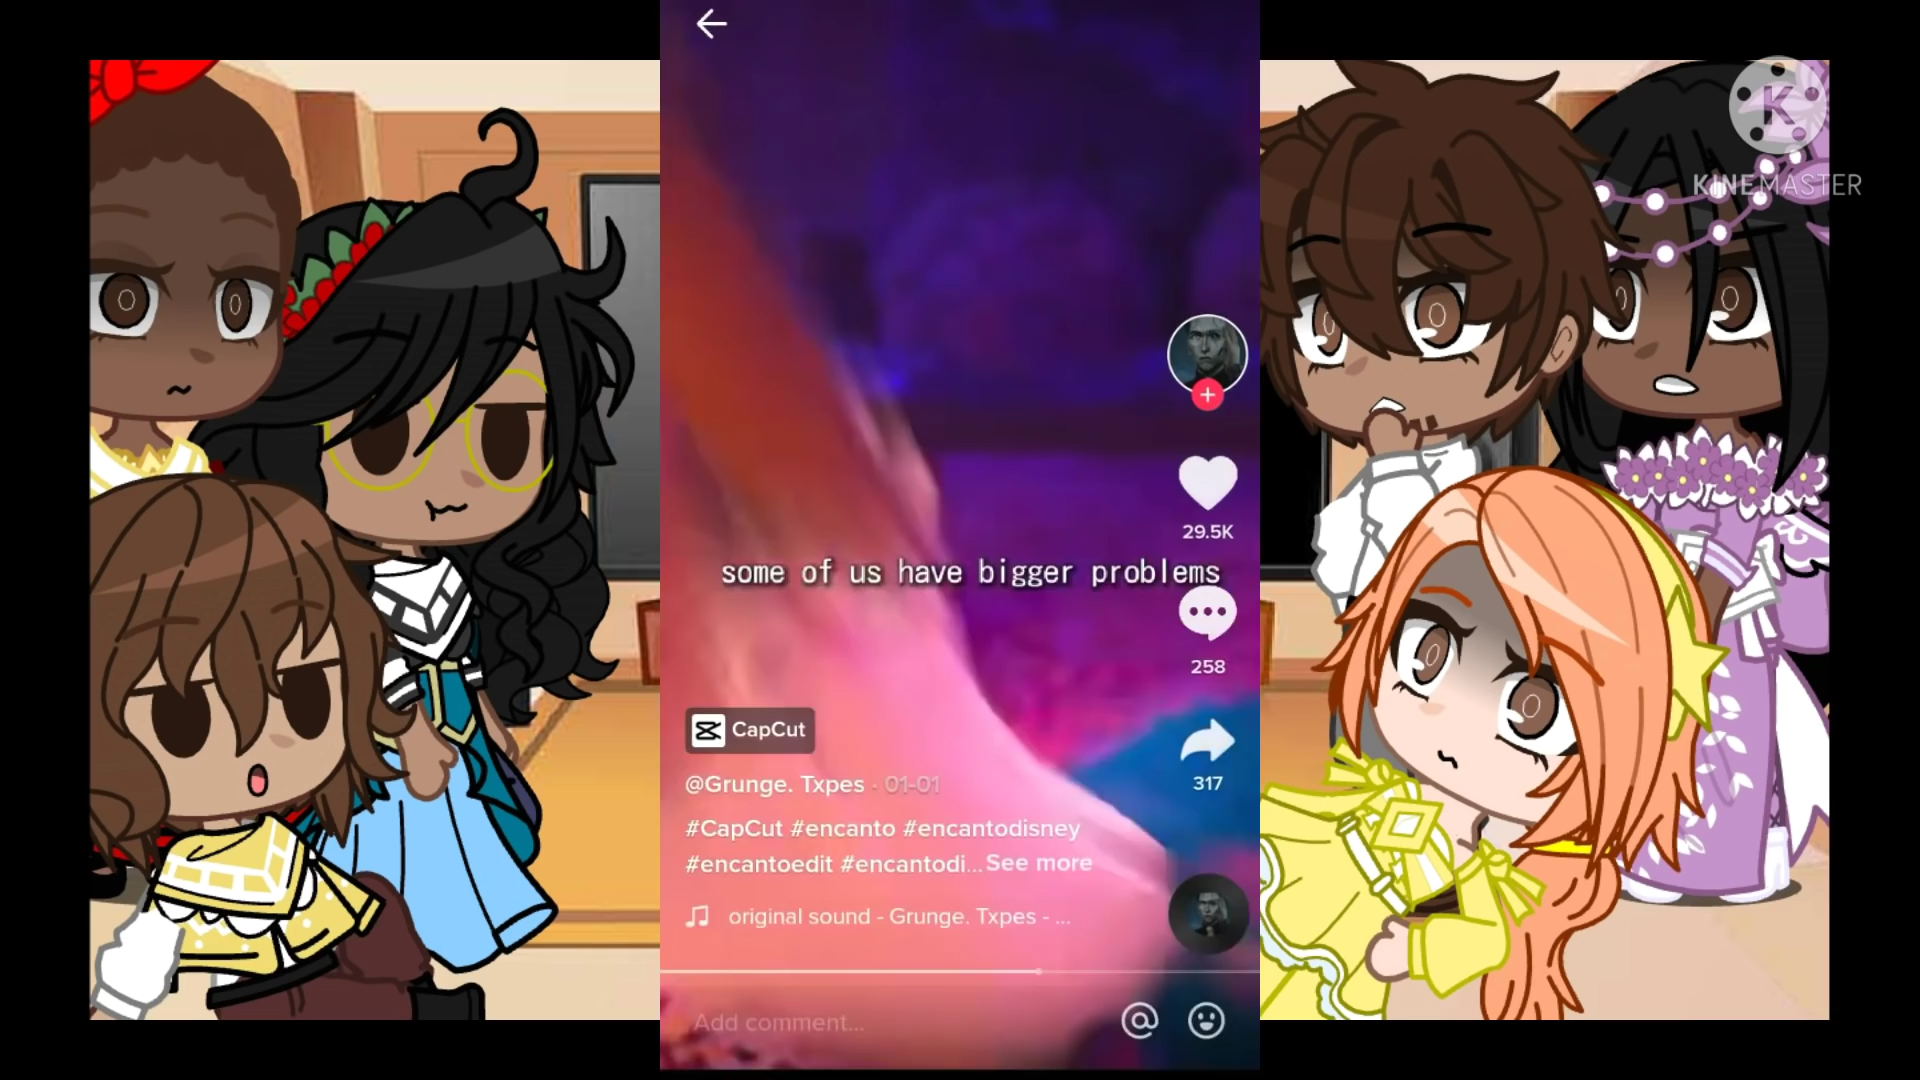 K
KINEMASTER
29.5K
some of us have bigger problems
258
CapCut
@Grunge. Txpes · 01-01
317
#CapCut #encanto #encantodisney
#encantoedit #encantodi... See more
original sound - Grunge. Txpes - ...
Add comment...